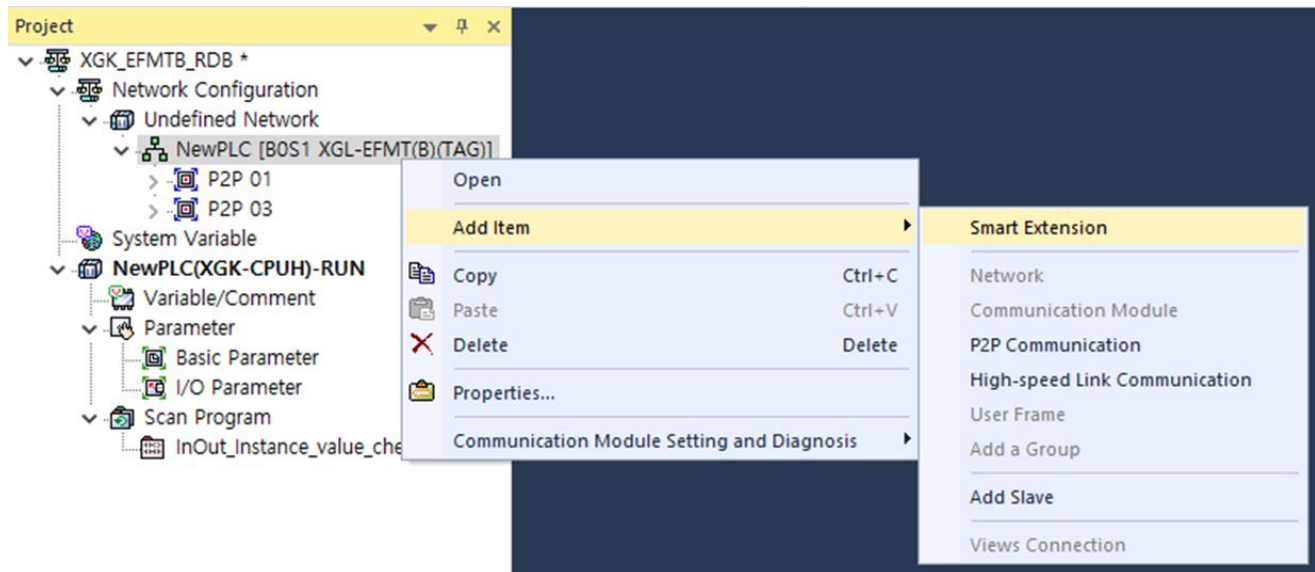 Project
XGK_EFMTB_RDB *
Network Configuration
Undefined Network
NewPLC [B0S1 XGL-EFMT(B)(TAG)]
P2P 01
P2P 03
System Variable
NewPLC(XGK-CPUH)-RUN
Variable/Comment
Parameter
Basic Parameter
I/O Parameter
Scan Program
InOut_Instance_value_che
Open
Add Item
Copy Ctrl+C
Paste Ctrl+V
Delete Delete
Properties...
Communication Module Setting and Diagnosis
Smart Extension
Network
Communication Module
P2P Communication
High-speed Link Communication
User Frame
Add a Group
Add Slave
Views Connection